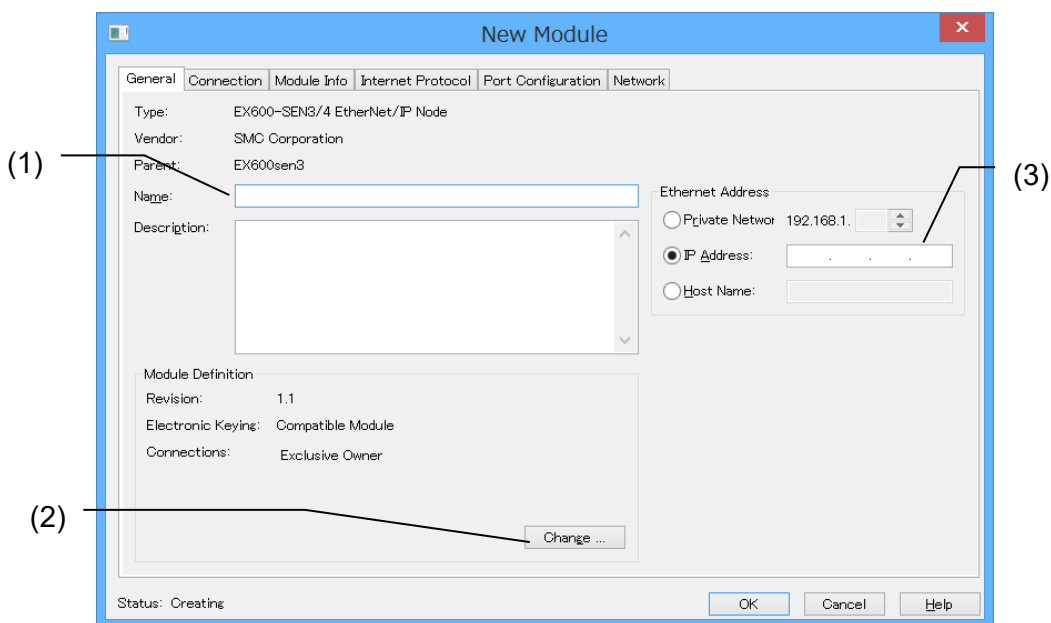 New Module
General Connection Module Info Internet Protocol Port Configuration Network
Type: EX600-SEN3/4 EtherNet/IP Node
Vendor: SMC Corporation
(1)
Parent: EX600sen3
(3)
Name:
Description:
Ethernet Address
Private Networ 192.168.1.
IP Address: . . .
Host Name:
Module Definition
Revision: 1.1
Electronic Keying: Compatible Module
Connections: Exclusive Owner
(2)
Change ...
Status: Creating
OK Cancel Help